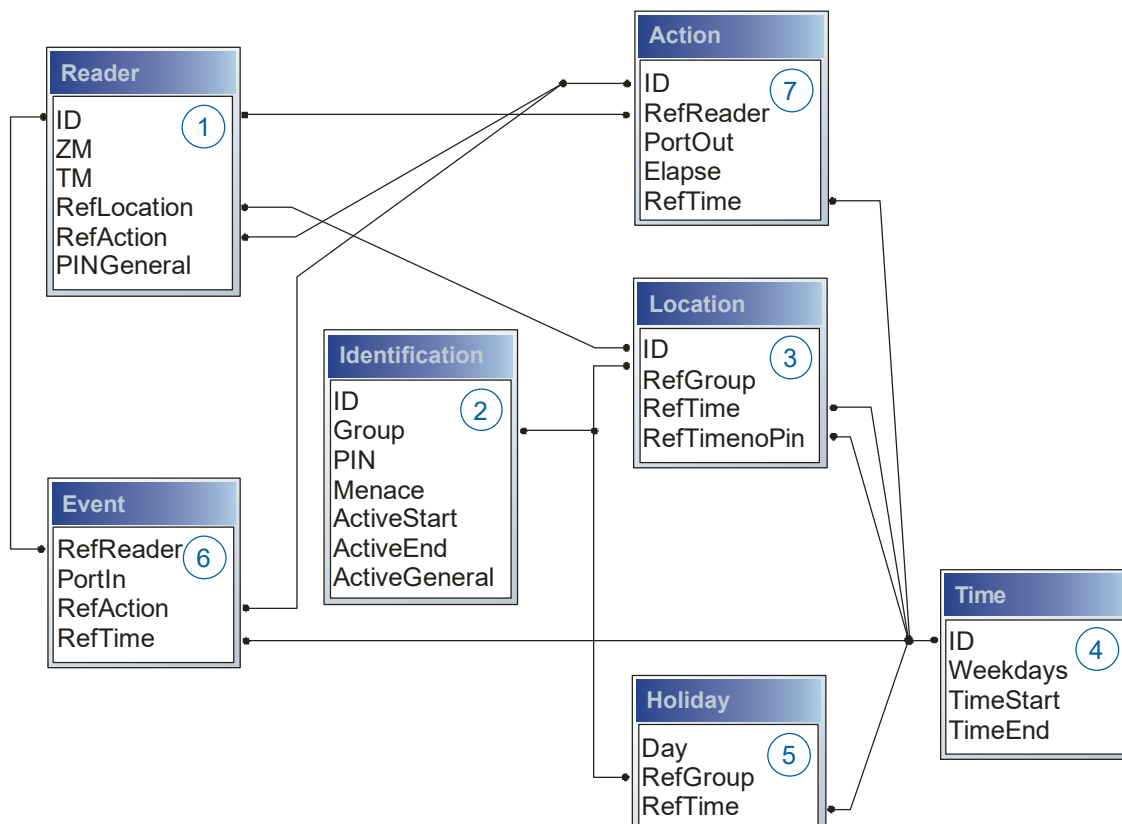 Reader
1
ID
ZM
TM
RefLocation
RefAction
PINGeneral
Action
7
ID
RefReader
PortOut
Elapse
RefTime
Identification
2
ID
Group
PIN
Menace
ActiveStart
ActiveEnd
ActiveGeneral
Location
3
ID
RefGroup
RefTime
RefTimenoPin
Time
4
ID
Weekdays
TimeStart
TimeEnd
Holiday
5
Day
RefGroup
RefTime
Event
6
RefReader
PortIn
RefAction
RefTime